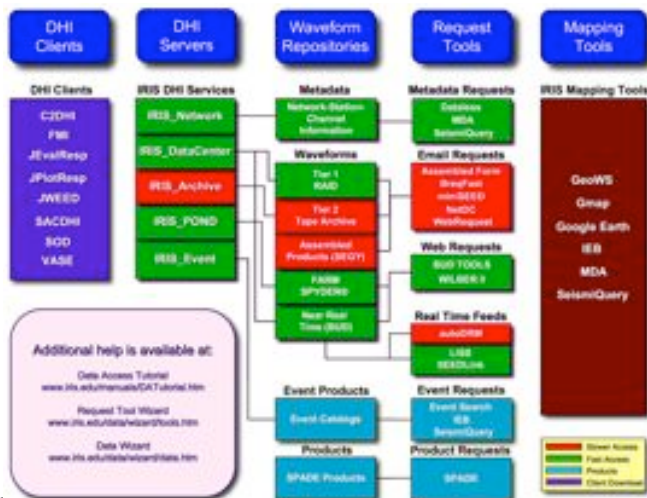 DHI
Clients
DHI
Servers
Waveform
Repositories
Request
Tools
Mapping
Tools
DHI Clients
C2DHI
FMI
JEvalResp
JPlotResp
JWEED
SACDHI
SOD
VASE
IRIS DHI Services
IRIS_Network
IRIS_DataCenter
IRIS_Archive
IRIS_POND
IRIS_Event
Metadata
Network-Station-
Channel
Information
Waveforms
Tier 1
RAID
Tier 2
Tape Archive
Assembled
Products (SEGY)
FARM
SPYDER®
Near Real
Time (BUD)
Event Products
Event Catalogs
Products
SPADE Products
Metadata Requests
Dataless
MDA
SeismiQuery
Email Requests
Assembled Form
BreqFast
miniSEED
NetDC
WebRequest
Web Requests
BUD TOOLS
WILBER II
Real Time Feeds
autoDRM
LISS
SEEDLink
Event Requests
Event Search
IEB
SeismiQuery
Product Requests
SPADE
IRIS Mapping Tools
GeoWS
Gmap
Google Earth
IEB
MDA
SeismiQuery
Additional help is available at:
Data Access Tutorial
www.iris.edu/manuals/DATutorial.htm
Request Tool Wizard
www.iris.edu/data/wizard/tools.htm
Data Wizard
www.iris.edu/data/wizard/data.htm
Slower Access
Fast Access
Products
Client Download